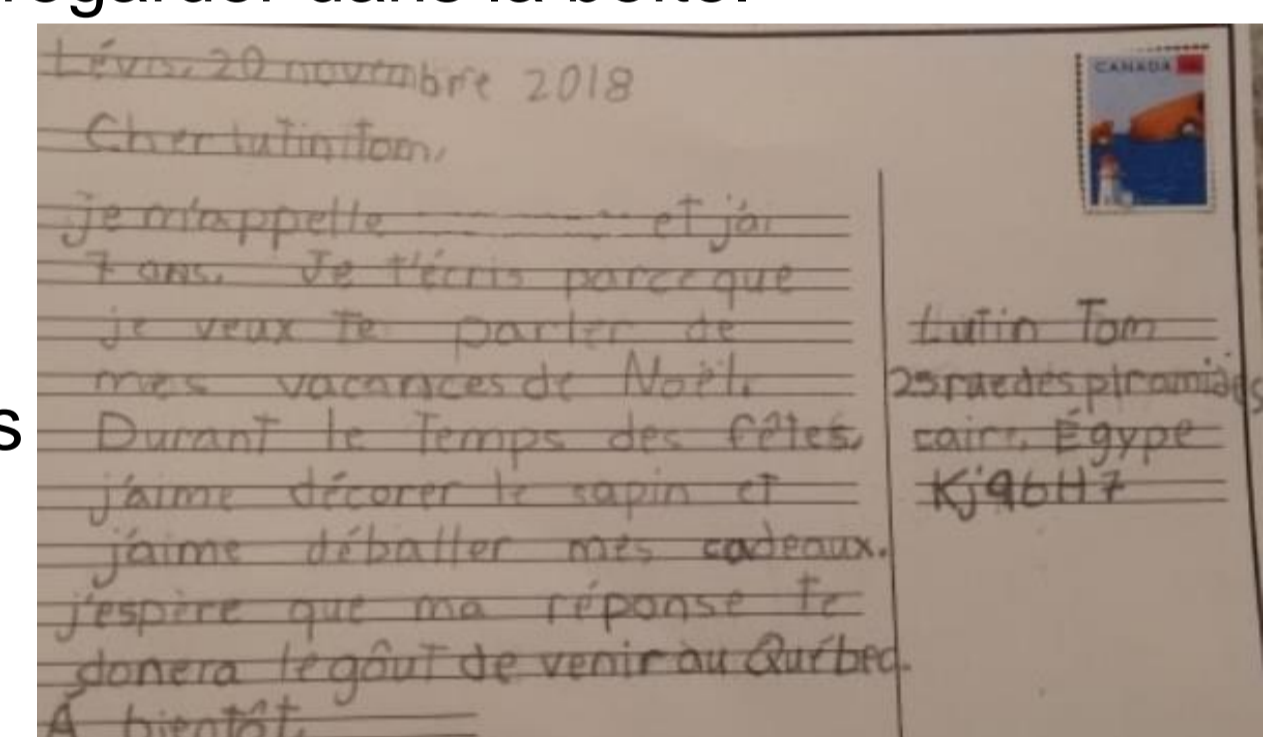 regarder dans la boîte.
Lévis, 20 novembre 2018
Cher lutin Tom,
CANADA
je m'appelle et j'ai
7 ans. Je t'écris parce que
je veux te parler de
mes vacances de Noël.
Durant le temps des fêtes,
j'aime décorer le sapin et
j'aime déballer mes cadeaux.
j'espère que ma réponse te
donera le goût de venir au Québec.
À bientôt,
Lutin Tom
25 rue des piramides
caire, Égype
Kj96H7
s